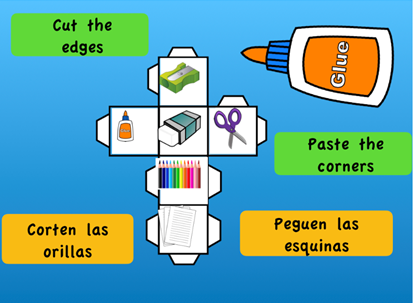 Cut the
edges
Glue
Paste the
corners
Corten las
orillas
Peguen las
esquinas